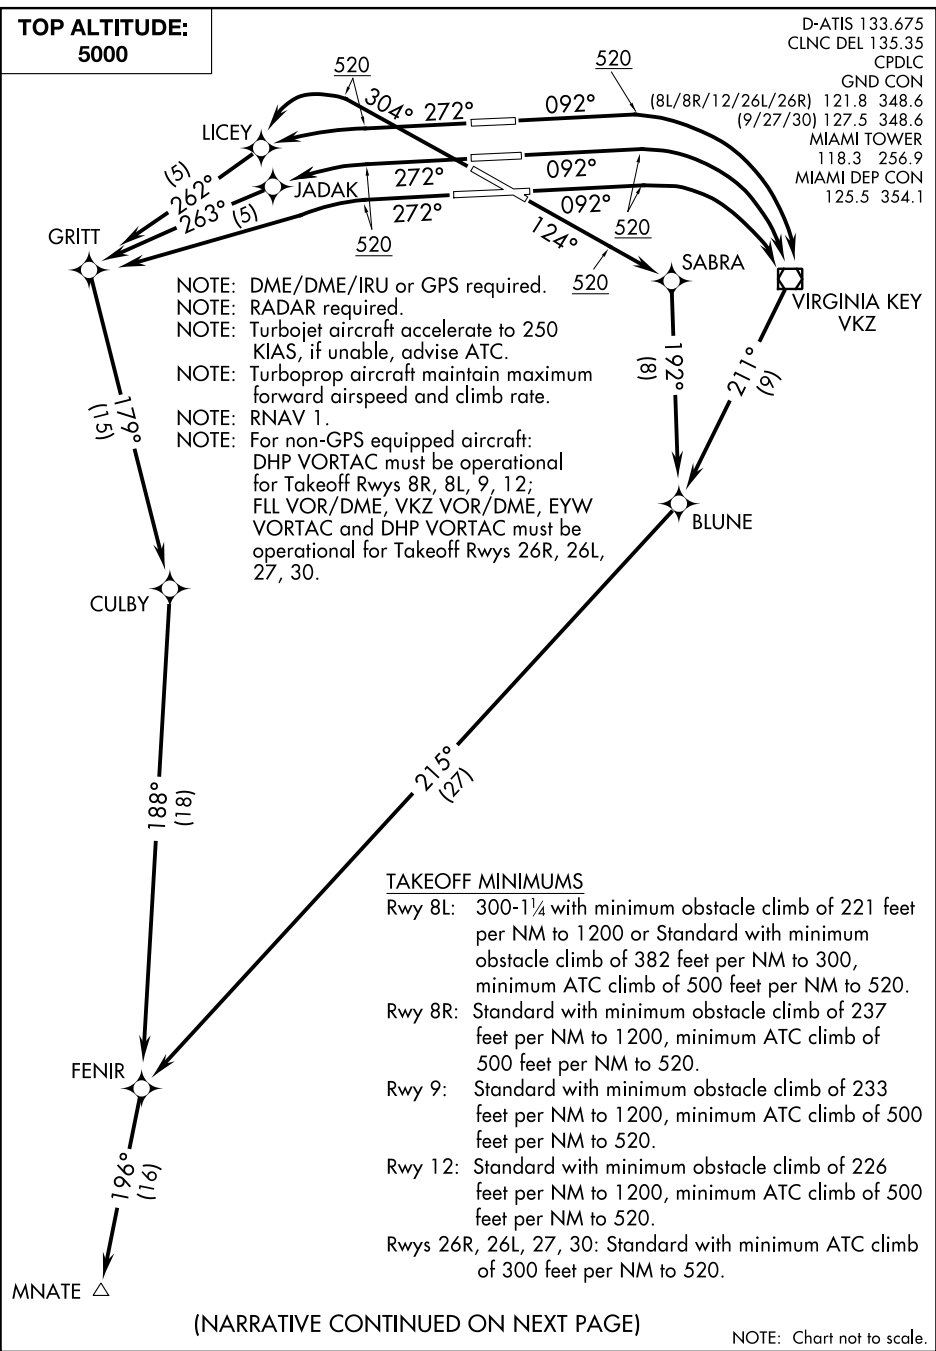 TOP ALTITUDE:
5000
D-ATIS 133.675
CLNC DEL 135.35
CPDLC
GND CON
(8L/8R/12/26L/26R) 121.8 348.6
(9/27/30) 127.5 348.6
MIAMI TOWER
118.3 256.9
MIAMI DEP CON
125.5 354.1
520
520
304°
272°
092°
LICEY
272°
092°
JADAK
(5)
262°
263°
(5)
272°
092°
GRITT
520
520
124°
520
SABRA
VIRGINIA KEY
VKZ
NOTE: DME/DME/IRU or GPS required.
NOTE: RADAR required.
NOTE: Turbojet aircraft accelerate to 250
KIAS, if unable, advise ATC.
NOTE: Turboprop aircraft maintain maximum
forward airspeed and climb rate.
NOTE: RNAV 1.
NOTE: For non-GPS equipped aircraft:
DHP VORTAC must be operational
for Takeoff Rwys 8R, 8L, 9, 12;
FLL VOR/DME, VKZ VOR/DME, EYW
VORTAC and DHP VORTAC must be
operational for Takeoff Rwys 26R, 26L,
27, 30.
192°
(8)
211°
(9)
179°
(15)
BLUNE
CULBY
215°
(27)
188°
(18)
TAKEOFF MINIMUMS
Rwy 8L: 300-1¼ with minimum obstacle climb of 221 feet
per NM to 1200 or Standard with minimum
obstacle climb of 382 feet per NM to 300,
minimum ATC climb of 500 feet per NM to 520.
Rwy 8R: Standard with minimum obstacle climb of 237
feet per NM to 1200, minimum ATC climb of
500 feet per NM to 520.
Rwy 9: Standard with minimum obstacle climb of 233
feet per NM to 1200, minimum ATC climb of 500
feet per NM to 520.
Rwy 12: Standard with minimum obstacle climb of 226
feet per NM to 1200, minimum ATC climb of 500
feet per NM to 520.
Rwys 26R, 26L, 27, 30: Standard with minimum ATC climb
of 300 feet per NM to 520.
FENIR
196°
(16)
MNATE
(NARRATIVE CONTINUED ON NEXT PAGE)
NOTE: Chart not to scale.